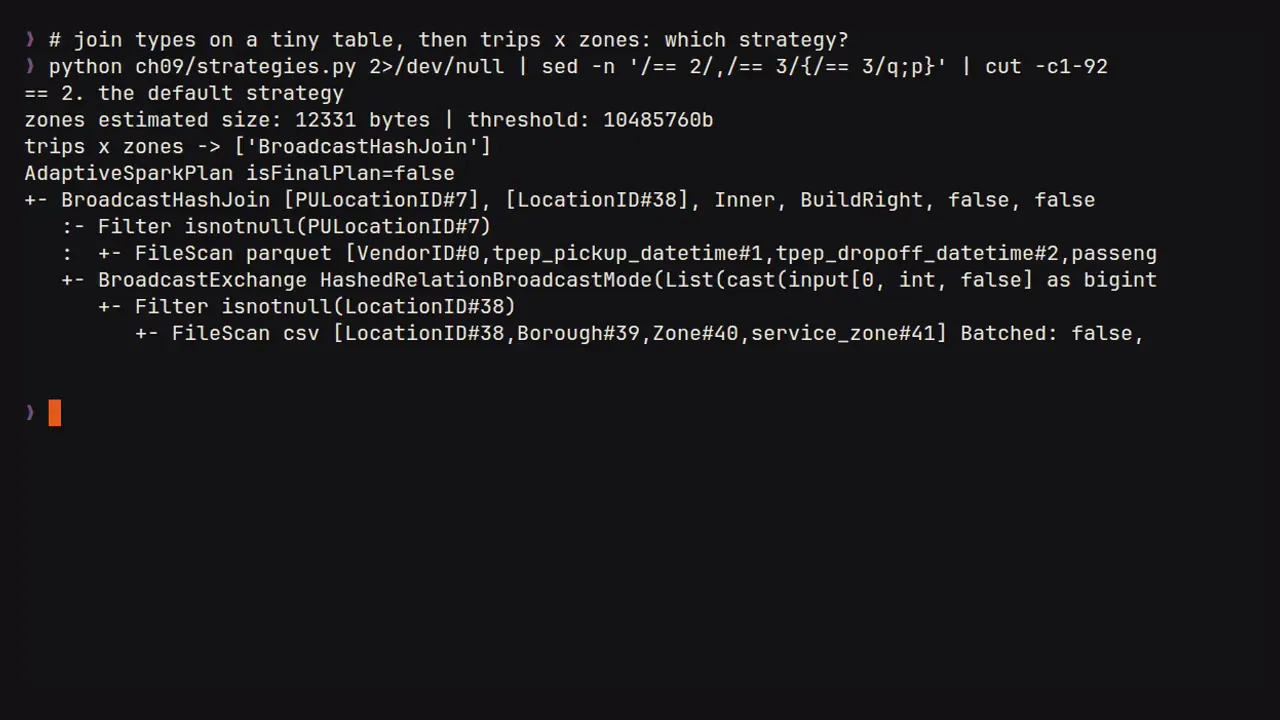 ❯ # join types on a tiny table, then trips x zones: which strategy?
❯ python ch09/strategies.py 2>/dev/null | sed -n '/== 2/,/== 3/{/== 3/q;p}' | cut -c1-92
== 2. the default strategy
zones estimated size: 12331 bytes | threshold: 10485760b
trips x zones -> ['BroadcastHashJoin']
AdaptiveSparkPlan isFinalPlan=false
+- BroadcastHashJoin [PULocationID#7], [LocationID#38], Inner, BuildRight, false, false
   :- Filter isnotnull(PULocationID#7)
   :  +- FileScan parquet [VendorID#0,tpep_pickup_datetime#1,tpep_dropoff_datetime#2,passeng
   +- BroadcastExchange HashedRelationBroadcastMode(List(cast(input[0, int, false] as bigint
      +- Filter isnotnull(LocationID#38)
         +- FileScan csv [LocationID#38,Borough#39,Zone#40,service_zone#41] Batched: false,
❯